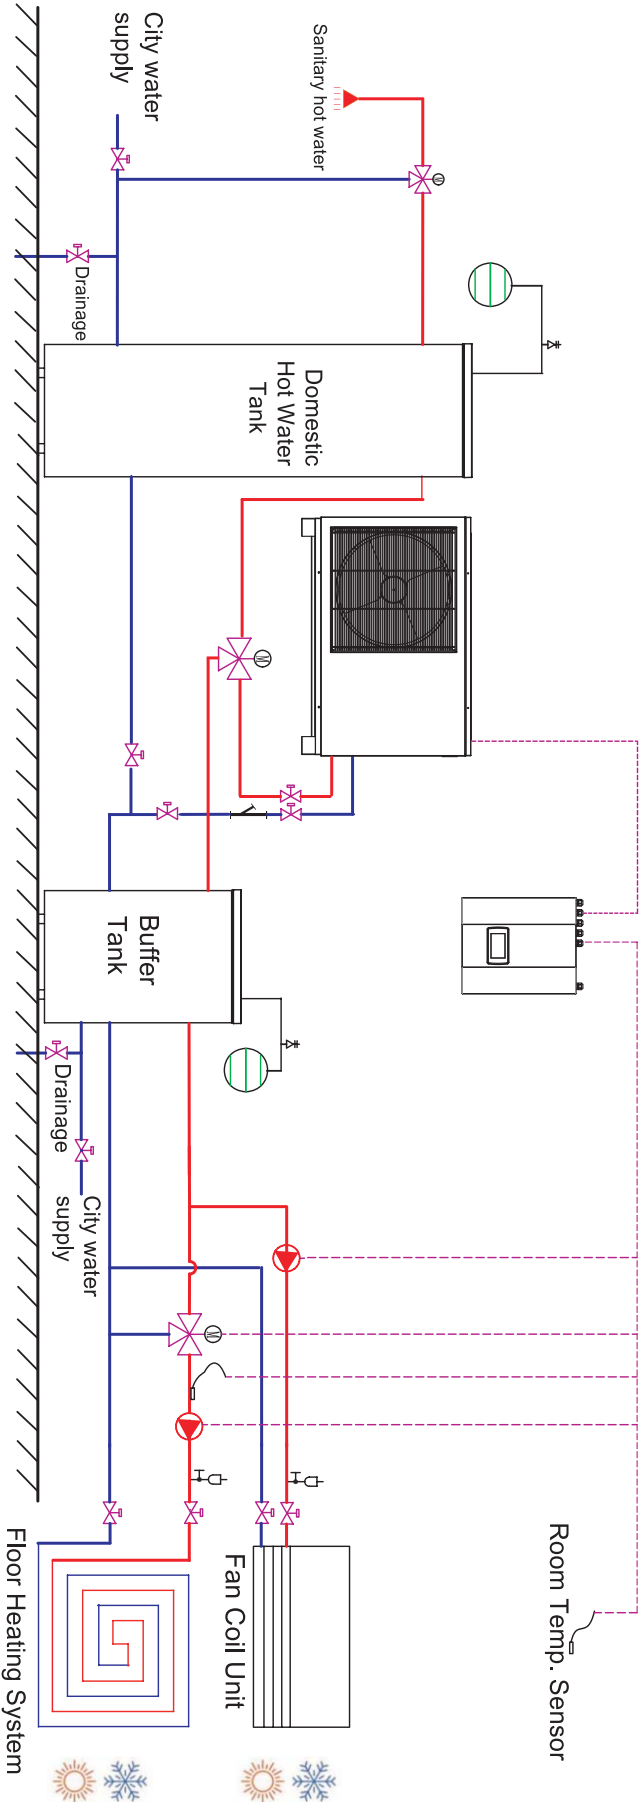 City water
supply
Sanitary hot water
M
Drainage
Domestic
Hot Water
Tank
M
Buffer
Tank
Drainage
City water
supply
M
Room Temp. Sensor
Fan Coil Unit
Floor Heating System